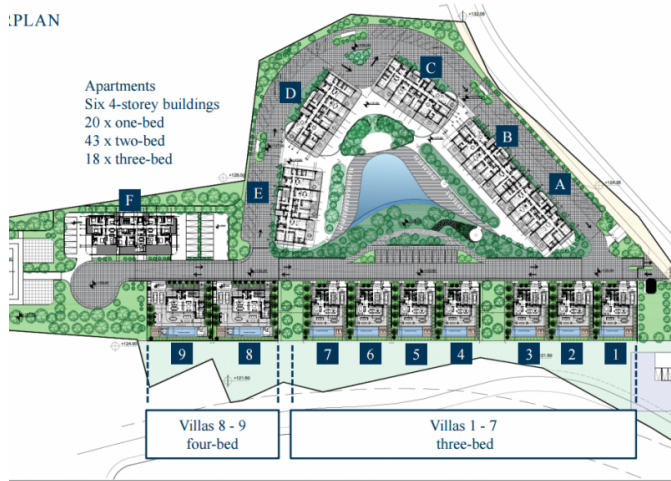 RPLAN
Apartments
Six 4-storey buildings
20 x one-bed
43 x two-bed
18 x three-bed
C
D
B
A
F
E
9
8
7
6
5
4
3
2
1
Villas 8 - 9
four-bed
Villas 1 - 7
three-bed